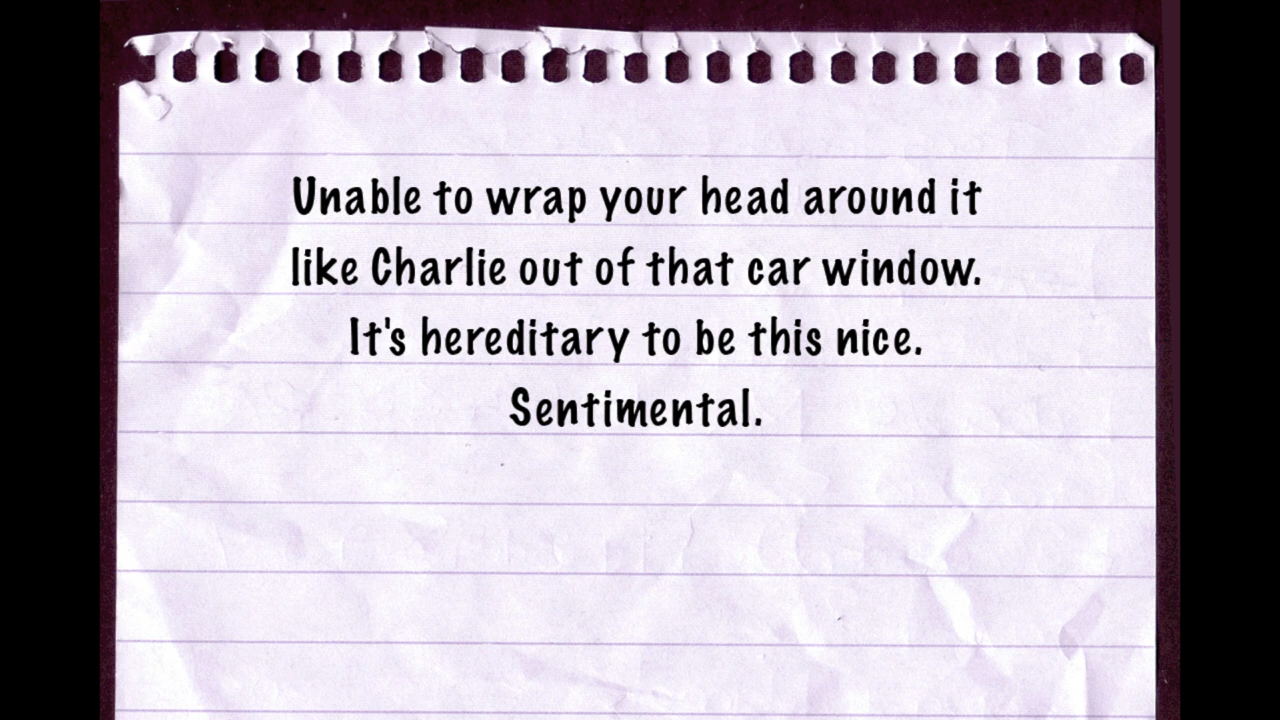 Unable to wrap your head around it
like Charlie out of that car window.
It's hereditary to be this nice.
Sentimental.